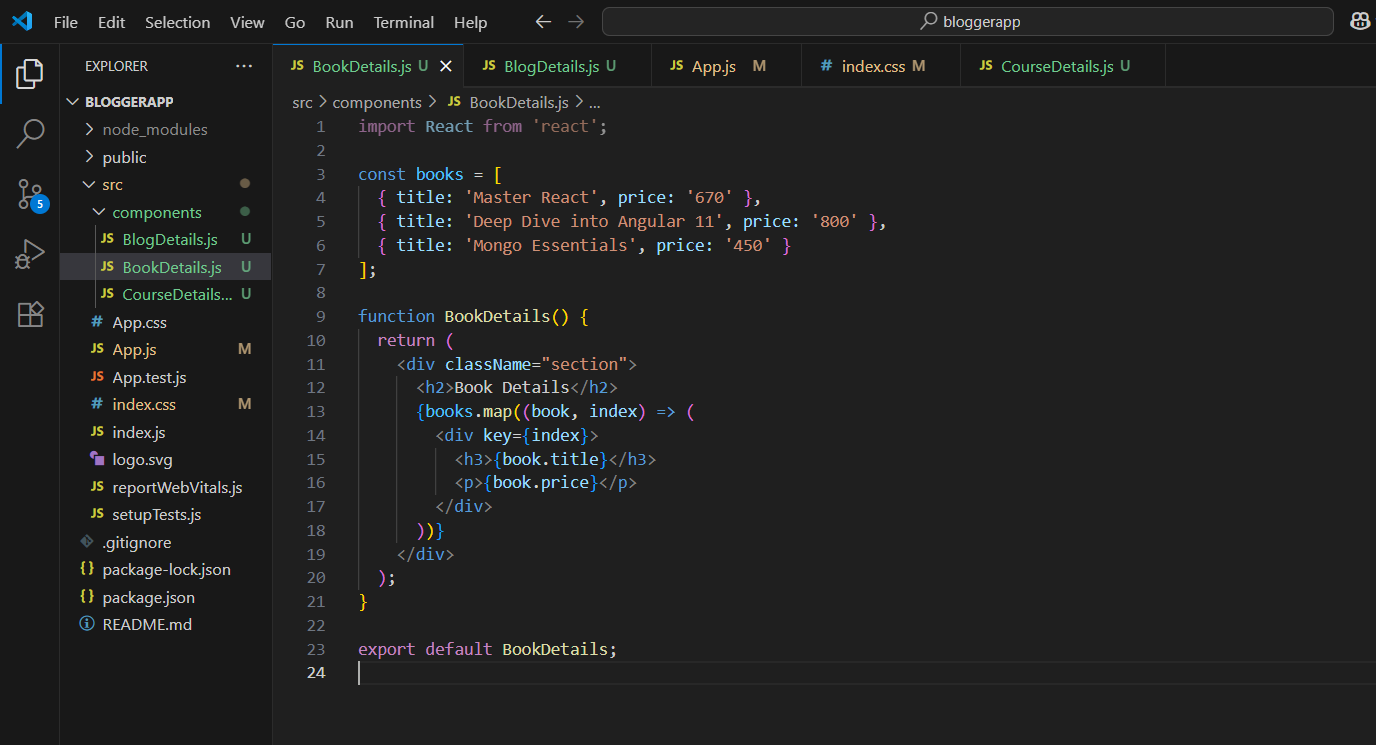 File Edit Selection View Go Run Terminal Help bloggerapp
EXPLORER ...
BLOGGERAPP
node_modules
public
src
components
JS BlogDetails.js U
JS BookDetails.js U
JS CourseDetails... U
# App.css
JS App.js M
JS App.test.js
# index.css M
JS index.js
logo.svg
JS reportWebVitals.js
JS setupTests.js
.gitignore
{} package-lock.json
{} package.json
README.md
5
JS BookDetails.js U JS BlogDetails.js U JS App.js M # index.css M JS CourseDetails.js U
src > components > JS BookDetails.js > ...
1 import React from 'react';
2
3 const books = [
4   { title: 'Master React', price: '670' },
5   { title: 'Deep Dive into Angular 11', price: '800' },
6   { title: 'Mongo Essentials', price: '450' }
7 ];
8
9 function BookDetails() {
10   return (
11     <div className="section">
12       <h2>Book Details</h2>
13       {books.map((book, index) => (
14         <div key={index}>
15           <h3>{book.title}</h3>
16           <p>{book.price}</p>
17         </div>
18       ))}
19     </div>
20   );
21 }
22
23 export default BookDetails;
24